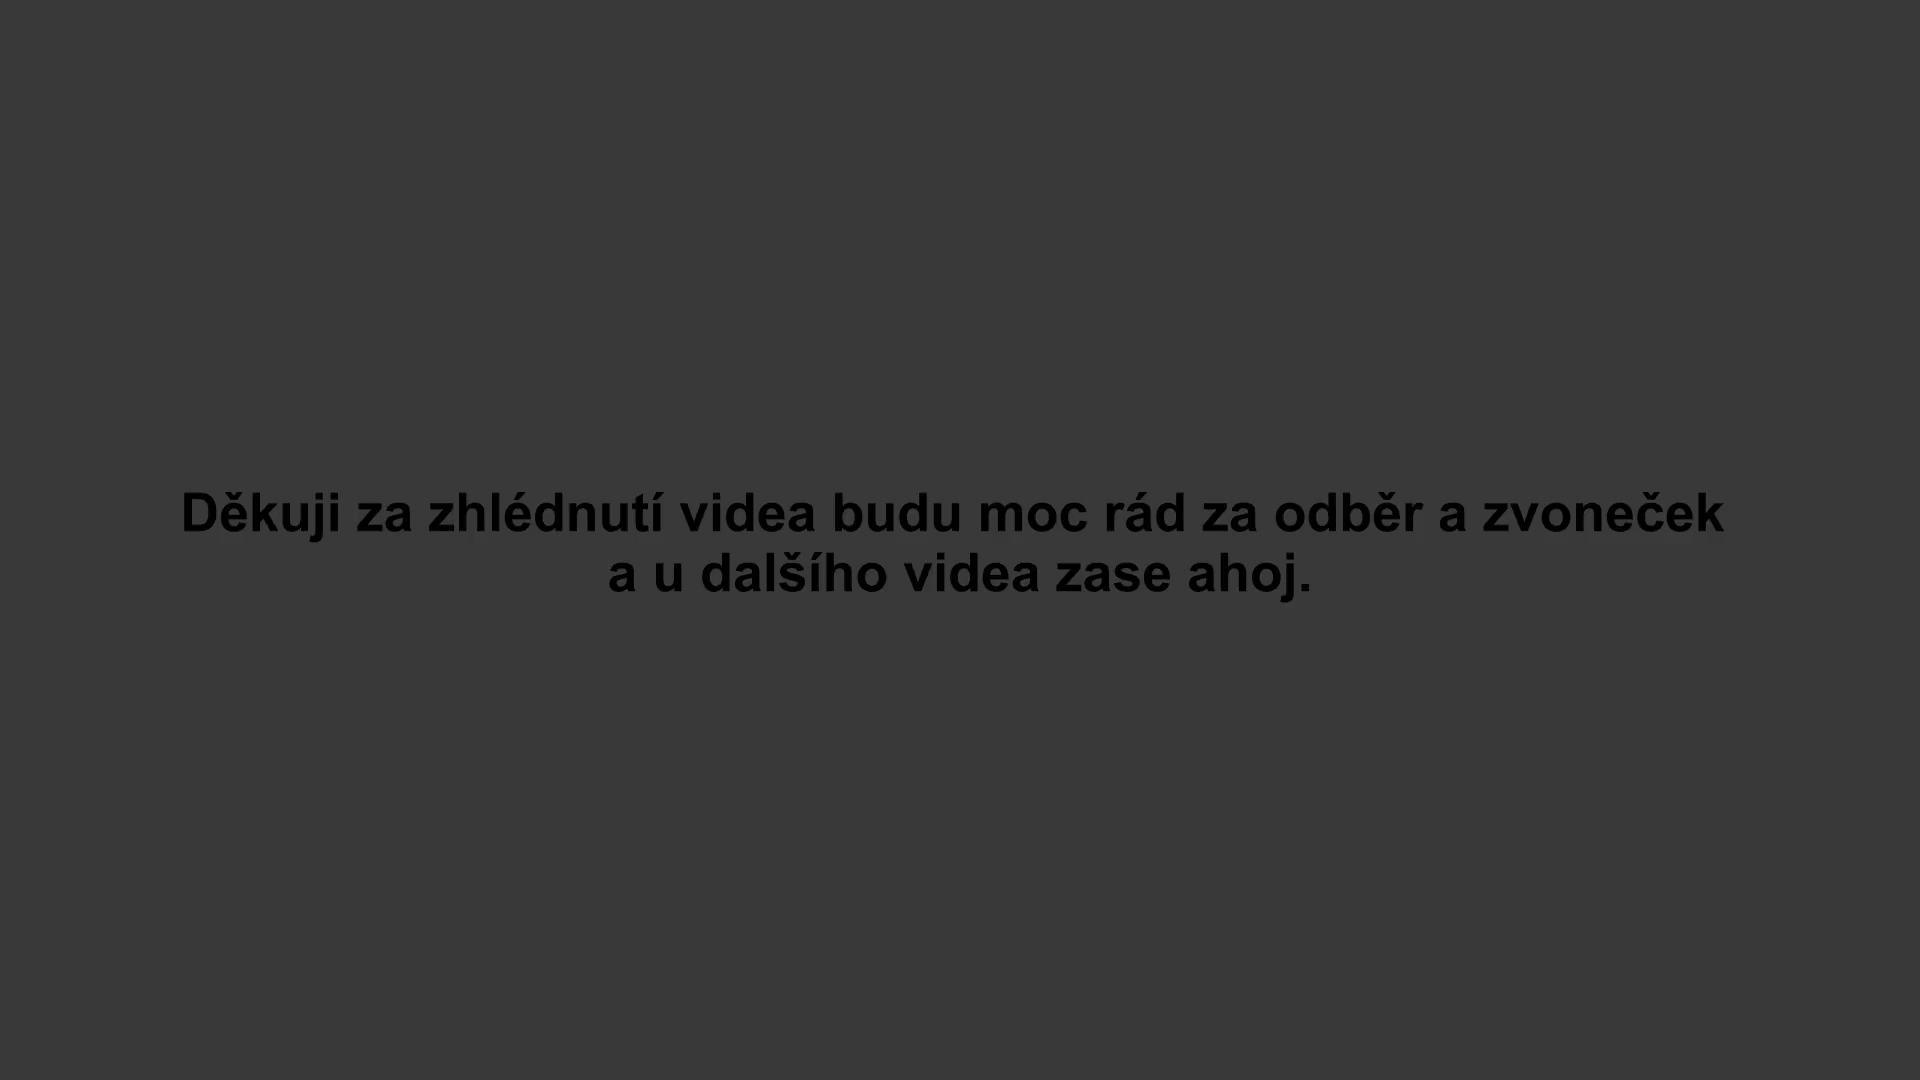 Děkuji za zhlédnutí videa budu moc rád za odběr a zvoneček
a u dalšího videa zase ahoj.